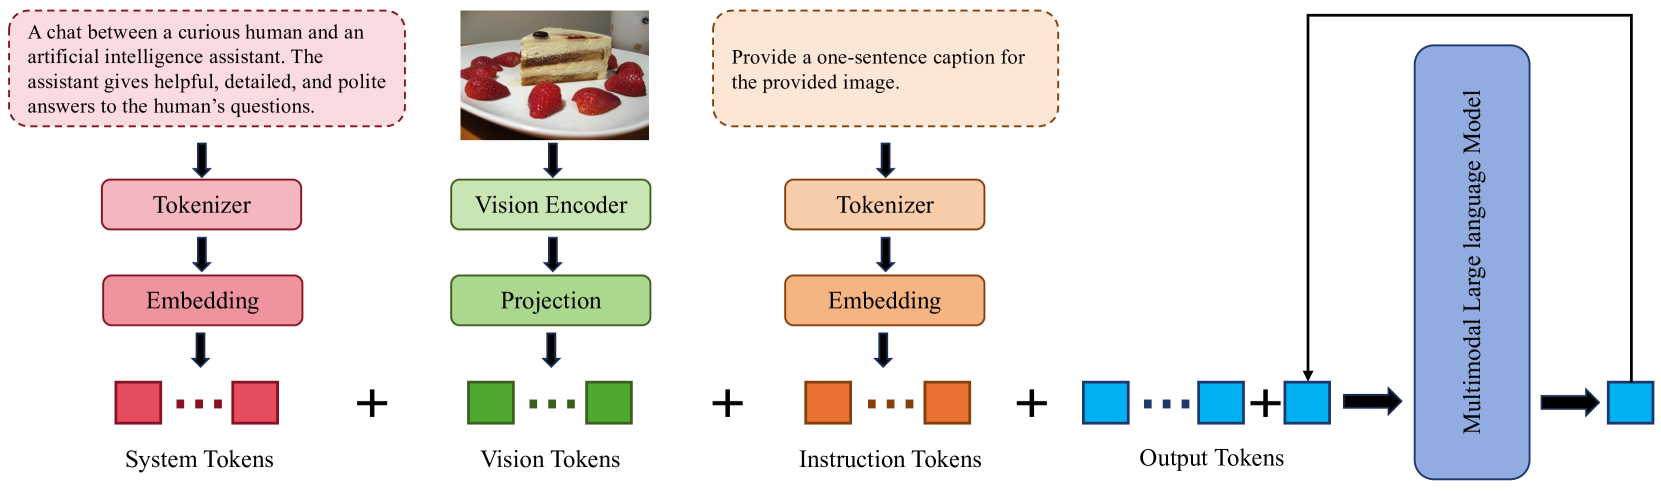 A chat between a curious human and an
artificial intelligence assistant. The
assistant gives helpful, detailed, and polite
answers to the human's questions.
Provide a one-sentence caption for
the provided image.
Tokenizer
Vision Encoder
Tokenizer
Embedding
Projection
Embedding
+
+
+
+
System Tokens
Vision Tokens
Instruction Tokens
Output Tokens
Multimodal Large language Model